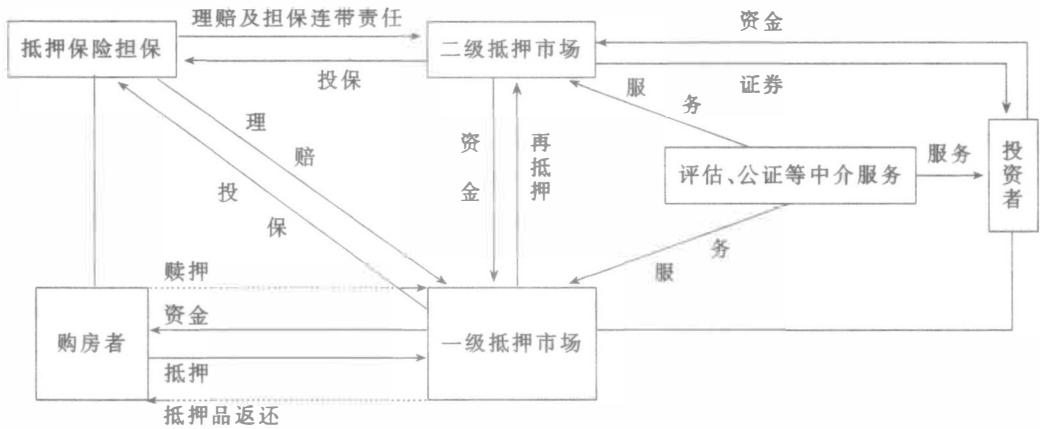 理赔及担保连带责任
资金
抵押保险担保
二级抵押市场
投保
证券
服务
理赔
资金
再抵押
投资者
评估、公证等中介服务
服务
投保
服务
赎押
资金
购房者
一级抵押市场
抵押
抵押品返还